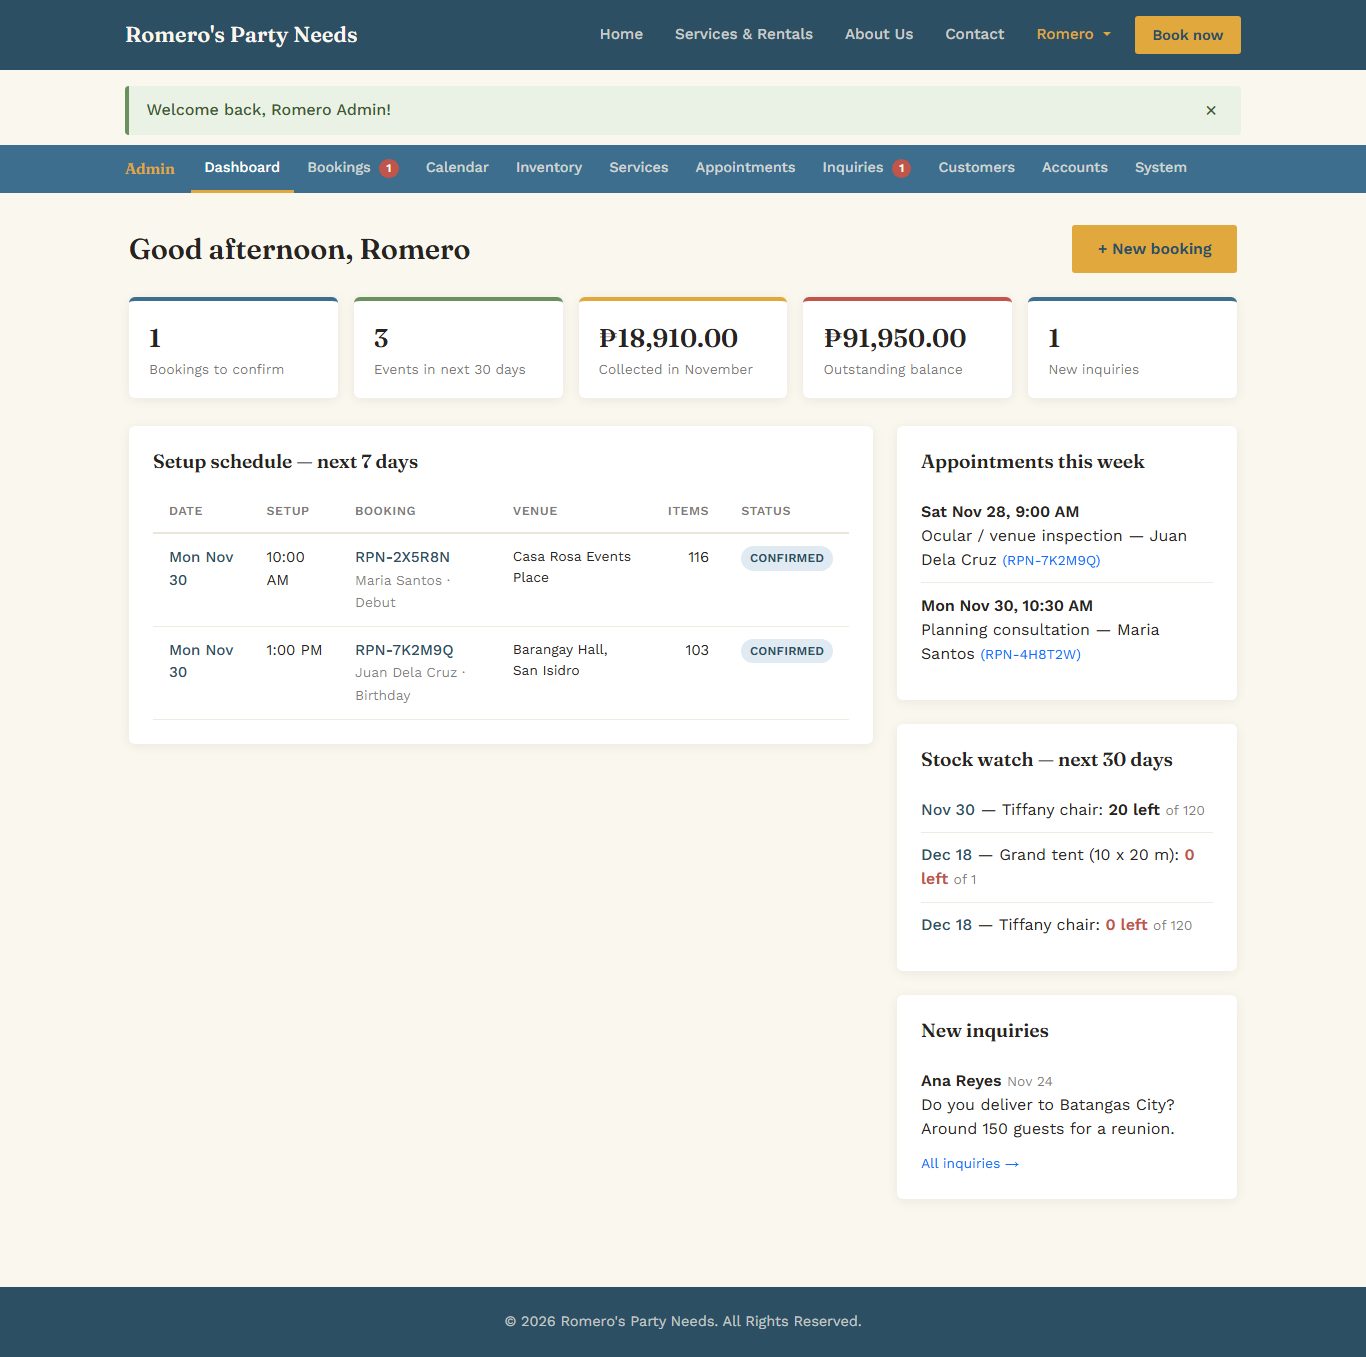 Romero's Party Needs
Home Services & Rentals About Us Contact Romero Book now
Welcome back, Romero Admin! ×
Admin Dashboard Bookings 1 Calendar Inventory Services Appointments Inquiries 1 Customers Accounts System
Good afternoon, Romero
+ New booking
1
Bookings to confirm
3
Events in next 30 days
₱18,910.00
Collected in November
₱91,950.00
Outstanding balance
1
New inquiries
Setup schedule — next 7 days
DATE SETUP BOOKING VENUE ITEMS STATUS
Mon Nov
30
10:00
AM
RPN-2X5R8N
Maria Santos ·
Debut
Casa Rosa Events
Place
116
CONFIRMED
Mon Nov
30
1:00 PM
RPN-7K2M9Q
Juan Dela Cruz ·
Birthday
Barangay Hall,
San Isidro
103
CONFIRMED
Appointments this week
Sat Nov 28, 9:00 AM
Ocular / venue inspection — Juan
Dela Cruz (RPN-7K2M9Q)
Mon Nov 30, 10:30 AM
Planning consultation — Maria
Santos (RPN-4H8T2W)
Stock watch — next 30 days
Nov 30 — Tiffany chair: 20 left of 120
Dec 18 — Grand tent (10 x 20 m): 0
left of 1
Dec 18 — Tiffany chair: 0 left of 120
New inquiries
Ana Reyes Nov 24
Do you deliver to Batangas City?
Around 150 guests for a reunion.
All inquiries →
© 2026 Romero's Party Needs. All Rights Reserved.